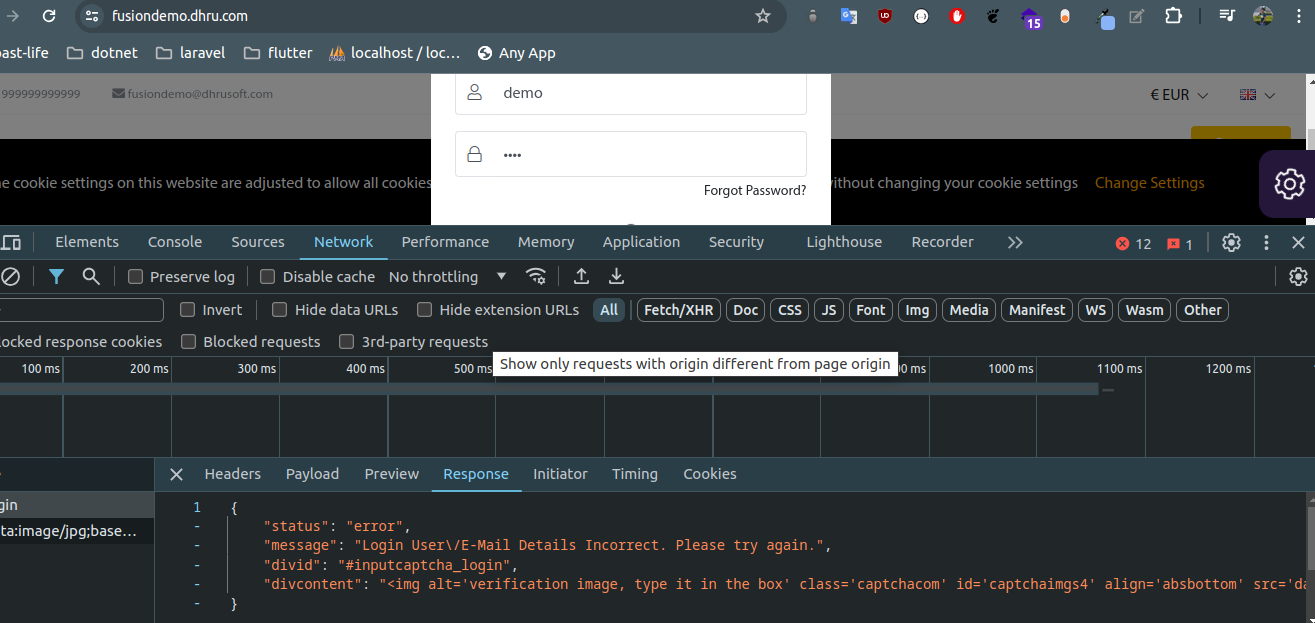 fusiondemo.dhru.com
15
ast-life dotnet laravel flutter localhost / loc... Any App
999999999999 fusiondemo@dhrusoft.com € EUR
demo
••••
Forgot Password?
e cookie settings on this website are adjusted to allow all cookies
ithout changing your cookie settings Change Settings
Elements Console Sources Network Performance Memory Application Security Lighthouse Recorder 12 1
Preserve log Disable cache No throttling
Invert Hide data URLs Hide extension URLs All Fetch/XHR Doc CSS JS Font Img Media Manifest WS Wasm Other
ocked response cookies Blocked requests 3rd-party requests
Show only requests with origin different from page origin
100 ms 200 ms 300 ms 400 ms 500 ms 00 ms 1000 ms 1100 ms 1200 ms
Headers Payload Preview Response Initiator Timing Cookies
gin
ta:image/jpg;base...
1 {
- "status": "error",
- "message": "Login User\/E-Mail Details Incorrect. Please try again.",
- "divid": "#inputcaptcha_login",
- "divcontent": "<img alt='verification image, type it in the box' class='captchacom' id='captchaimgs4' align='absbottom' src='da
- }